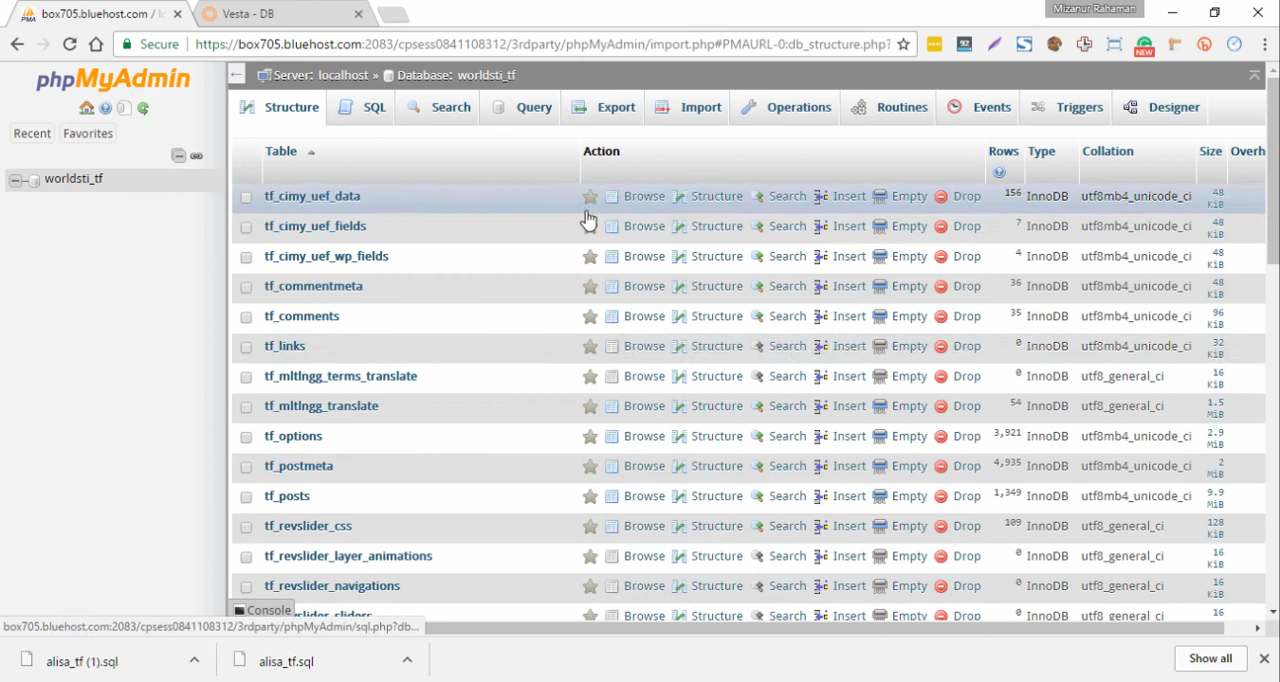 box705.bluehost.com /
Vesta - DB
Mizanur Rahaman
Secure
https://box705.bluehost.com:2083/cpsess0841108312/3rdparty/phpMyAdmin/import.php#PMAURL-0:db_structure.php?
NEW
phpMyAdmin
Recent Favorites
worldsti_tf
Server: localhost » Database: worldsti_tf
Structure SQL Search Query Export Import Operations Routines Events Triggers Designer
Table Action Rows Type Collation Size Overh
tf_cimy_uef_data Browse Structure Search Insert Empty Drop 156 InnoDB utf8mb4_unicode_ci 48 KiB
tf_cimy_uef_fields Browse Structure Search Insert Empty Drop 7 InnoDB utf8mb4_unicode_ci 48 KiB
tf_cimy_uef_wp_fields Browse Structure Search Insert Empty Drop 4 InnoDB utf8mb4_unicode_ci 48 KiB
tf_commentmeta Browse Structure Search Insert Empty Drop 36 InnoDB utf8mb4_unicode_ci 48 KiB
tf_comments Browse Structure Search Insert Empty Drop 35 InnoDB utf8mb4_unicode_ci 96 KiB
tf_links Browse Structure Search Insert Empty Drop 0 InnoDB utf8mb4_unicode_ci 32 KiB
tf_mltlngg_terms_translate Browse Structure Search Insert Empty Drop 0 InnoDB utf8_general_ci 16 KiB
tf_mltlngg_translate Browse Structure Search Insert Empty Drop 54 InnoDB utf8_general_ci 1.5 MiB
tf_options Browse Structure Search Insert Empty Drop 3,921 InnoDB utf8mb4_unicode_ci 2.9 MiB
tf_postmeta Browse Structure Search Insert Empty Drop 4,935 InnoDB utf8mb4_unicode_ci 2 MiB
tf_posts Browse Structure Search Insert Empty Drop 1,349 InnoDB utf8mb4_unicode_ci 9.9 MiB
tf_revslider_css Browse Structure Search Insert Empty Drop 109 InnoDB utf8_general_ci 128 KiB
tf_revslider_layer_animations Browse Structure Search Insert Empty Drop 0 InnoDB utf8_general_ci 16 KiB
tf_revslider_navigations Browse Structure Search Insert Empty Drop 0 InnoDB utf8_general_ci 16 KiB
Browse Structure Search Insert Empty Drop 0 InnoDB utf8_general_ci 16
Console
box705.bluehost.com:2083/cpsess0841108312/3rdparty/phpMyAdmin/sql.php?db...
alisa_tf (1).sql
alisa_tf.sql
Show all